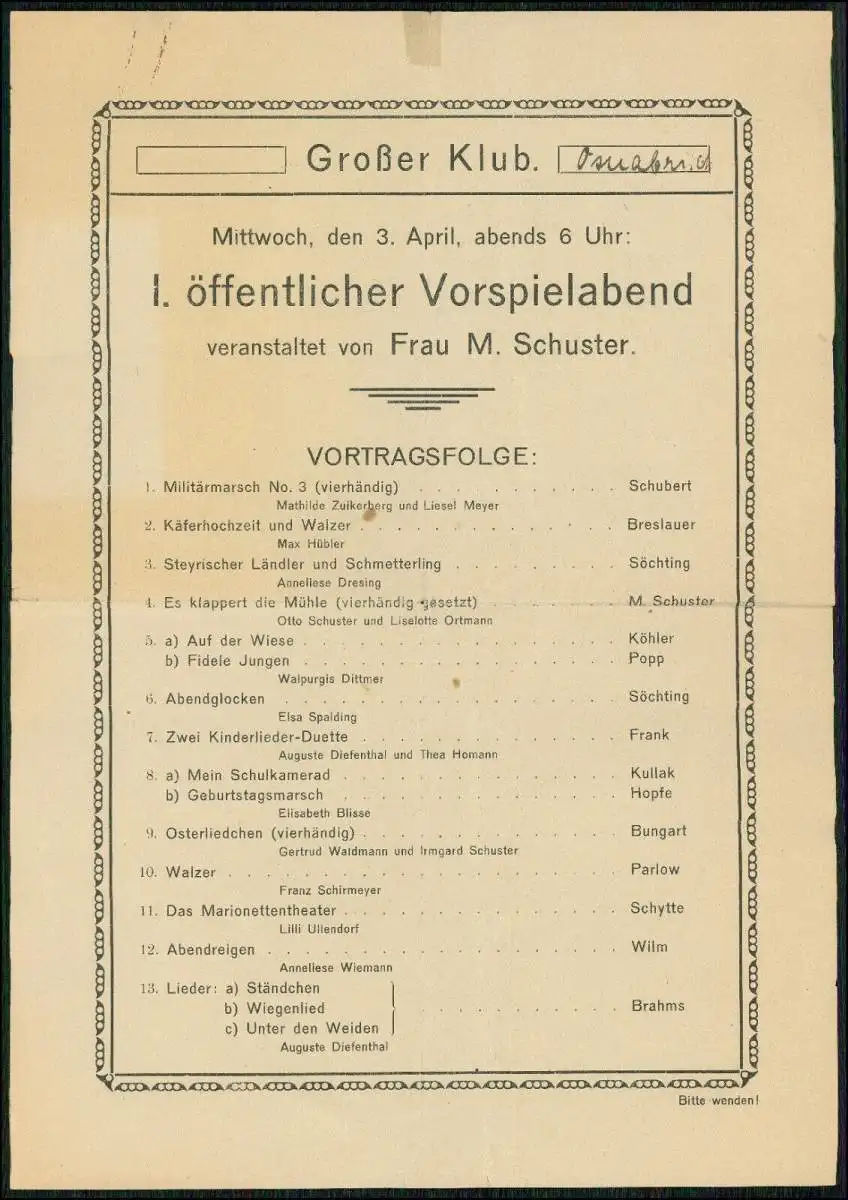 Großer Klub. Osnabrück
Mittwoch, den 3. April, abends 6 Uhr:
I. öffentlicher Vorspielabend
veranstaltet von Frau M. Schuster.
VORTRAGSFOLGE:
1. Militärmarsch No. 3 (vierhändig) . . . . . . . . . . . Schubert
Mathilde Zuikerberg und Liesel Meyer
2. Käferhochzeit und Walzer . . . . . . . . . . . . . . Breslauer
Max Hübler
3. Steyrischer Ländler und Schmetterling . . . . . . . . . Söchting
Anneliese Dresing
4. Es klappert die Mühle (vierhändig gesetzt) . . . . . . . M. Schuster
Otto Schuster und Liselotte Ortmann
5. a) Auf der Wiese . . . . . . . . . . . . . . . . . Köhler
b) Fidele Jungen . . . . . . . . . . . . . . . . . Popp
Walpurgis Dittmer
6. Abendglocken . . . . . . . . . . . . . . . . . . Söchting
Elsa Spalding
7. Zwei Kinderlieder-Duette . . . . . . . . . . . . . . Frank
Auguste Diefenthal und Thea Homann
8. a) Mein Schulkamerad . . . . . . . . . . . . . . . Kullak
b) Geburtstagsmarsch . . . . . . . . . . . . . . . Hopfe
Elisabeth Blisse
9. Osterliedchen (vierhändig) . . . . . . . . . . . . . . Bungart
Gertrud Waldmann und Irmgard Schuster
10. Walzer . . . . . . . . . . . . . . . . . . . . . Parlow
Franz Schirmeyer
11. Das Marionettentheater . . . . . . . . . . . . . . . Schytte
Lilli Ullendorf
12. Abendreigen . . . . . . . . . . . . . . . . . . . Wilm
Anneliese Wiemann
13. Lieder: a) Ständchen
b) Wiegenlied . . . . . . . . . . . Brahms
c) Unter den Weiden
Auguste Diefenthal
Bitte wenden!